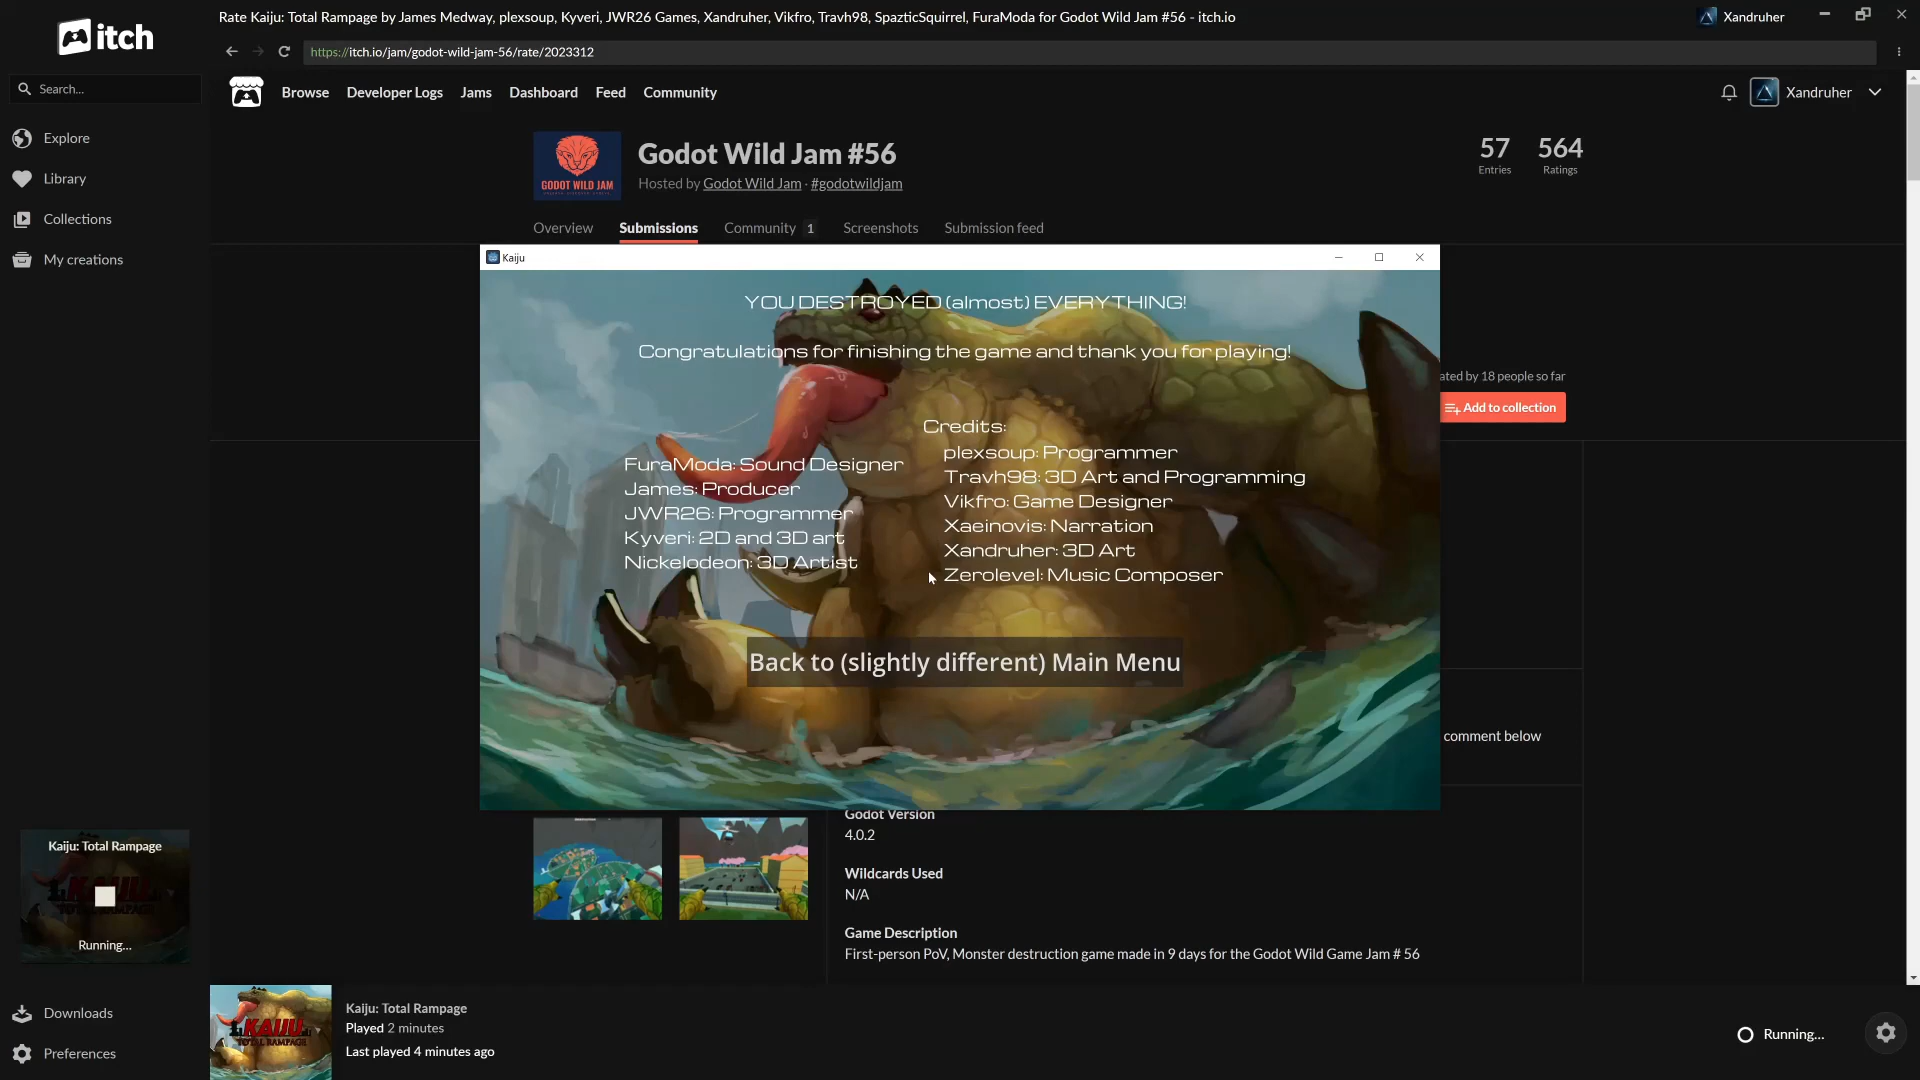 itch
Rate Kaiju: Total Rampage by James Medway, plexsoup, Kyveri, JWR26 Games, Xandruher, Vikfro, Travh98, SpazticSquirrel, FuraModa for Godot Wild Jam #56 - itch.io
Xandruher
https://itch.io/jam/godot-wild-jam-56/rate/2023312
Search...
Explore
Library
Collections
My creations
Browse Developer Logs Jams Dashboard Feed Community
Xandruher
GODOT WILD JAM
Godot Wild Jam #56
Hosted by Godot Wild Jam · #godotwildjam
57
Entries
564
Ratings
Overview Submissions Community 1 Screenshots Submission feed
Kaiju
YOU DESTROYED (almost) EVERYTHING!
Congratulations for finishing the game and thank you for playing!
Credits:
FuraModa: Sound Designer
James: Producer
JWR26: Programmer
Kyveri: 2D and 3D art
Nickelodeon: 3D Artist
plexsoup: Programmer
Travh98: 3D Art and Programming
Vikfro: Game Designer
Xaeinovis: Narration
Xandruher: 3D Art
Zerolevel: Music Composer
Back to (slightly different) Main Menu
ated by 18 people so far
Add to collection
comment below
Godot Version
4.0.2
Wildcards Used
N/A
Game Description
First-person PoV, Monster destruction game made in 9 days for the Godot Wild Game Jam # 56
Kaiju: Total Rampage
Running...
Downloads
Preferences
KAIJU
TOTAL RAMPAGE
Kaiju: Total Rampage
Played 2 minutes
Last played 4 minutes ago
Running...